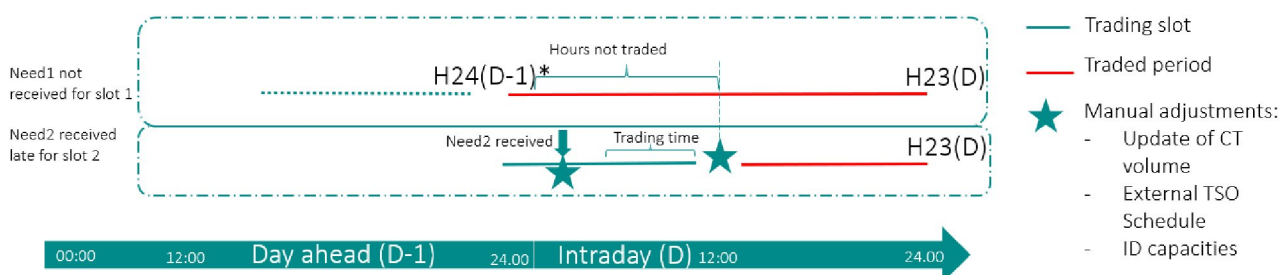 Need1 not
received for slot 1
H24(D-1)*
Hours not traded
H23(D)
Need2 received
late for slot 2
Need2 received
Trading time
H23(D)
00:00
12:00
Day ahead (D-1)
24.00
Intraday (D)
12:00
24.00
Trading slot
Traded period
Manual adjustments:
- Update of CT
volume
- External TSO
Schedule
- ID capacities